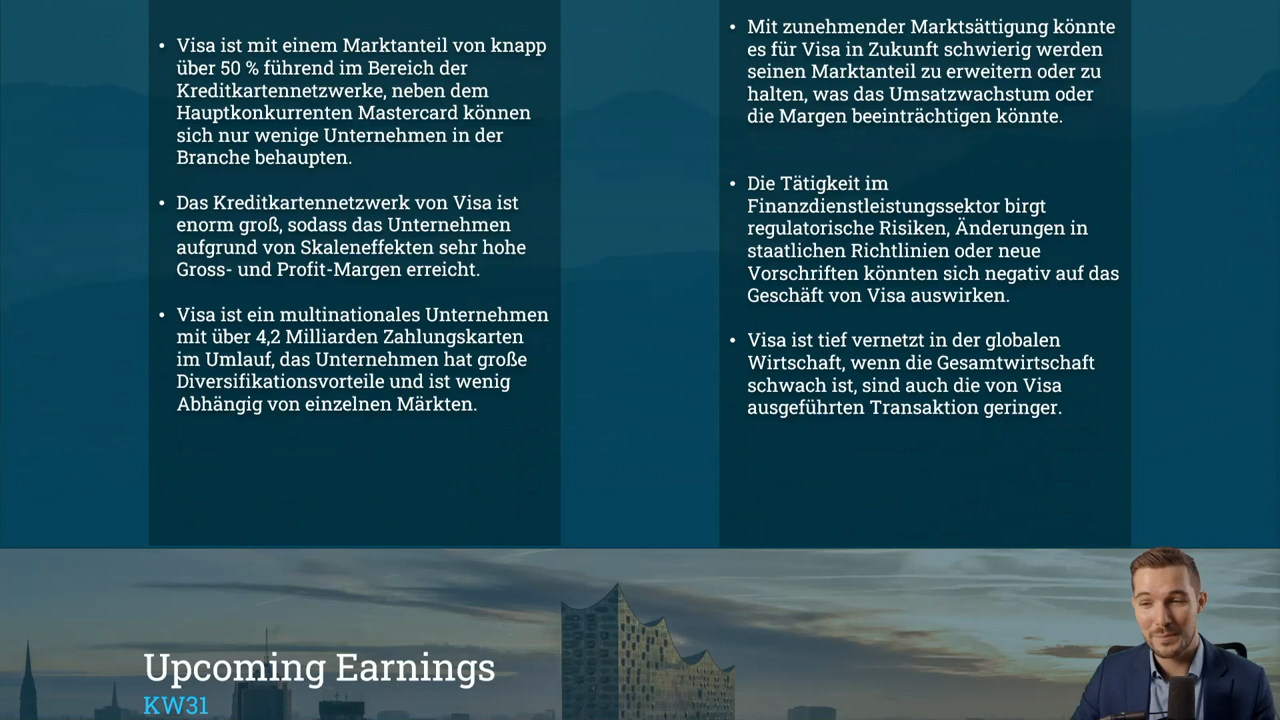 • Visa ist mit einem Marktanteil von knapp
über 50 % führend im Bereich der
Kreditkartennetzwerke, neben dem
Hauptkonkurrenten Mastercard können
sich nur wenige Unternehmen in der
Branche behaupten.
• Das Kreditkartennetzwerk von Visa ist
enorm groß, sodass das Unternehmen
aufgrund von Skaleneffekten sehr hohe
Gross- und Profit-Margen erreicht.
• Visa ist ein multinationales Unternehmen
mit über 4,2 Milliarden Zahlungskarten
im Umlauf, das Unternehmen hat große
Diversifikationsvorteile und ist wenig
Abhängig von einzelnen Märkten.
• Mit zunehmender Marktsättigung könnte
es für Visa in Zukunft schwierig werden
seinen Marktanteil zu erweitern oder zu
halten, was das Umsatzwachstum oder
die Margen beeinträchtigen könnte.
• Die Tätigkeit im
Finanzdienstleistungssektor birgt
regulatorische Risiken, Änderungen in
staatlichen Richtlinien oder neue
Vorschriften könnten sich negativ auf das
Geschäft von Visa auswirken.
• Visa ist tief vernetzt in der globalen
Wirtschaft, wenn die Gesamtwirtschaft
schwach ist, sind auch die von Visa
ausgeführten Transaktion geringer.
Upcoming Earnings
KW31